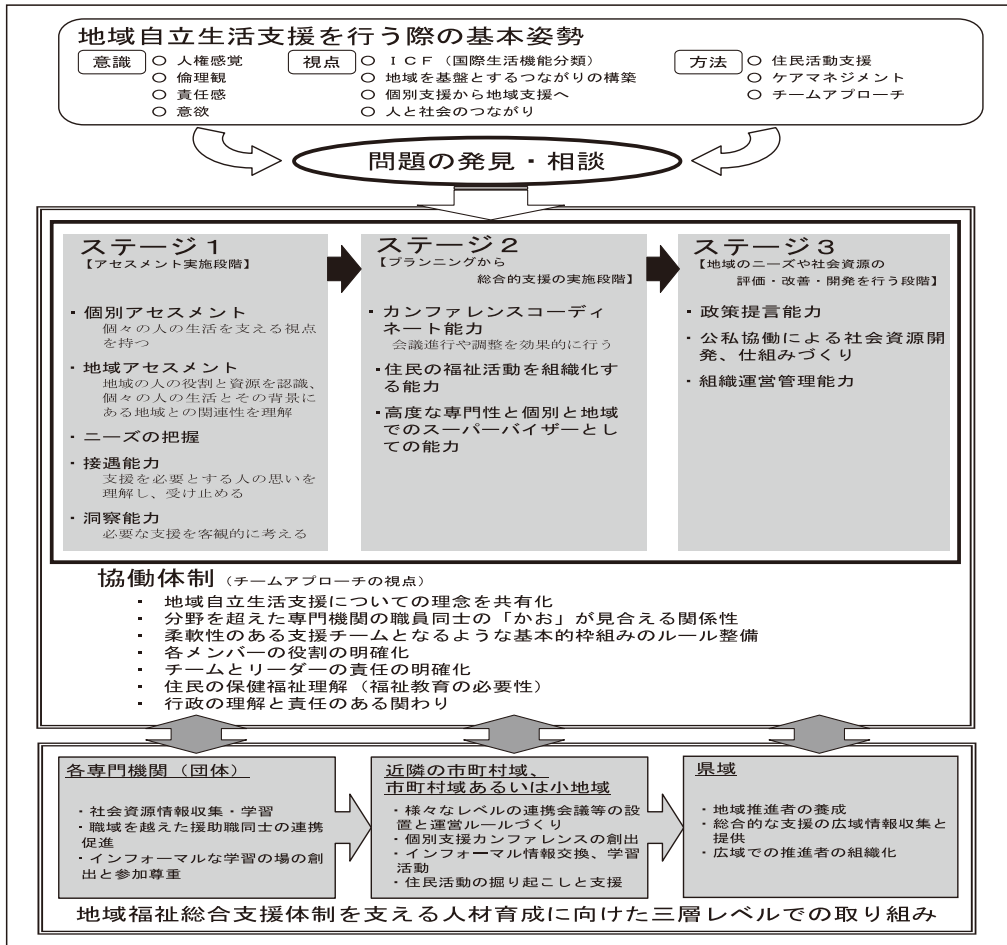 地域自立生活支援を行う際の基本姿勢
意識
○ 人権感覚
○ 倫理観
○ 責任感
○ 意欲
視点
○ ＩＣＦ（国際生活機能分類）
○ 地域を基盤とするつながりの構築
○ 個別支援から地域支援へ
○ 人と社会のつながり
方法
○ 住民活動支援
○ ケアマネジメント
○ チームアプローチ
問題の発見・相談
ステージ１
【アセスメント実施段階】
・個別アセスメント
個々の人の生活を支える視点
を持つ
・地域アセスメント
地域の人の役割と資源を認識、
個々の人の生活とその背景に
ある地域との関連性を理解
・ニーズの把握
・接遇能力
支援を必要とする人の思いを
理解し、受け止める
・洞察能力
必要な支援を客観的に考える
ステージ２
【プランニングから
総合的支援の実施段階】
・カンファレンスコーディ
ネート能力
会議進行や調整を効果的に行う
・住民の福祉活動を組織化す
る能力
・高度な専門性と個別と地域
でのスーパーバイザーとし
ての能力
ステージ３
【地域のニーズや社会資源の
評価・改善・開発を行う段階】
・政策提言能力
・公私協働による社会資源開
発、仕組みづくり
・組織運営管理能力
協働体制（チームアプローチの視点）
・ 地域自立生活支援についての理念を共有化
・ 分野を超えた専門機関の職員同士の「かお」が見合える関係性
・ 柔軟性のある支援チームとなるような基本的枠組みのルール整備
・ 各メンバーの役割の明確化
・ チームとリーダーの責任の明確化
・ 住民の保健福祉理解（福祉教育の必要性）
・ 行政の理解と責任のある関わり
各専門機関（団体）
・社会資源情報収集・学習
・職域を越えた援助職同士の連携
促進
・インフォーマルな学習の場の創
出と参加尊重
近隣の市町村域、
市町村域あるいは小地域
・様々なレベルの連携会議等の設
置と運営ルールづくり
・個別支援カンファレンスの創出
・インフォーマル情報交換、学習
活動
・住民活動の掘り起こしと支援
県域
・地域推進者の養成
・総合的な支援の広域情報収集と
提供
・広域での推進者の組織化
地域福祉総合支援体制を支える人材育成に向けた三層レベルでの取り組み